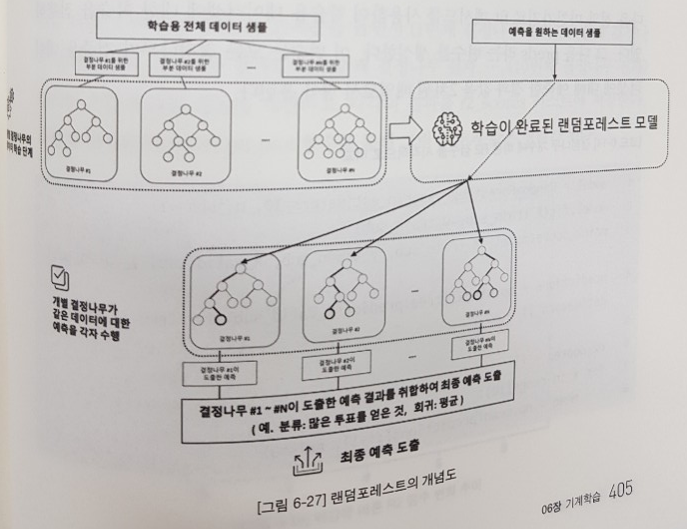 학습용 전체 데이터 샘플
예측을 원하는 데이터 샘플
결정나무 #1를 위한
부분 데이터 샘플
결정나무 #2를 위한
부분 데이터 샘플
결정나무 #N를 위한
부분 데이터 샘플
결정나무의
학습 단계
결정나무 #1
결정나무 #2
결정나무 #N
학습이 완료된 랜덤포레스트 모델
개별 결정나무가
같은 데이터에 대한
예측을 각자 수행
결정나무 #1
결정나무 #2
결정나무 #N
결정나무 #1이
도출한 예측
결정나무 #2이
도출한 예측
결정나무 #N이
도출한 예측
결정나무 #1 ~ #N이 도출한 예측 결과를 취합하여 최종 예측 도출
( 예. 분류: 많은 투표를 얻은 것, 회귀: 평균 )
최종 예측 도출
[그림 6-27] 랜덤포레스트의 개념도
06장 기계학습 405